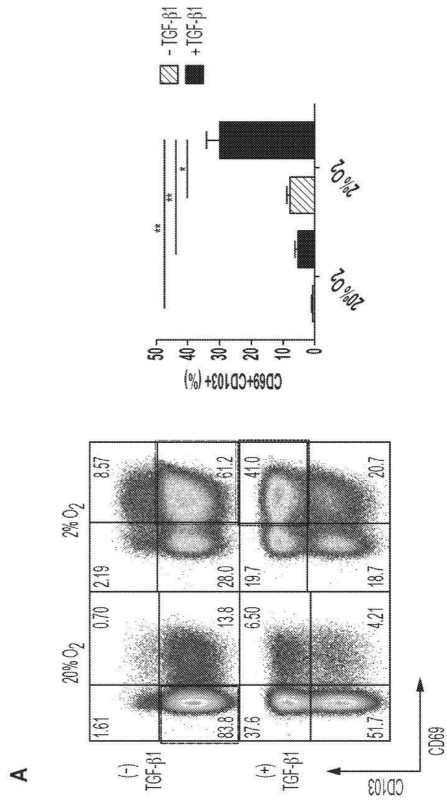 A
20% O2
2% O2
(-)
TGF-β1
1.61
0.70
83.8
13.8
2.19
8.57
28.0
61.2
(+)
TGF-β1
37.6
6.50
51.7
4.21
19.7
41.0
18.7
20.7
CD103
CD69
CD69+CD103+ (%)
50
40
30
20
10
0
**
**
*
20% O2
2% O2
- TGF-β1
+ TGF-β1